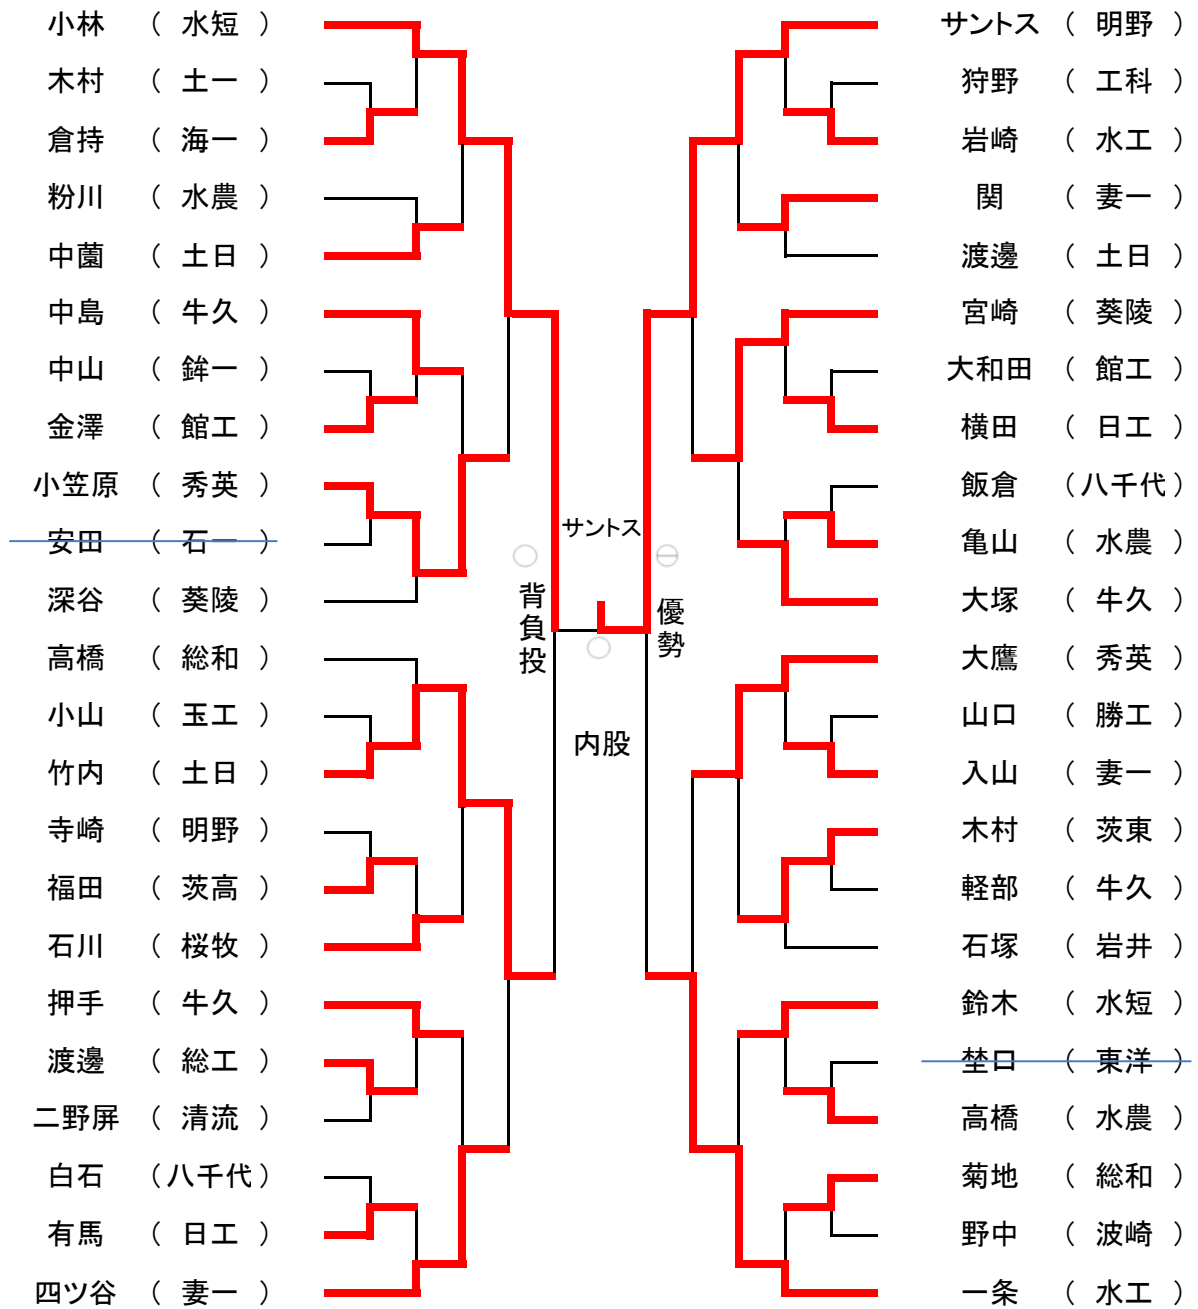 小林 （ 水短 ）
木村 （ 土一 ）
倉持 （ 海一 ）
粉川 （ 水農 ）
中薗 （ 土日 ）
中島 （ 牛久 ）
中山 （ 鉾一 ）
金澤 （ 館工 ）
小笠原 （ 秀英 ）
安田 （ 石一 ）
深谷 （ 葵陵 ）
高橋 （ 総和 ）
小山 （ 玉工 ）
竹内 （ 土日 ）
寺崎 （ 明野 ）
福田 （ 茨高 ）
石川 （ 桜牧 ）
押手 （ 牛久 ）
渡邊 （ 総工 ）
二野屏 （ 清流 ）
白石 （八千代）
有馬 （ 日工 ）
四ツ谷 （ 妻一 ）
サントス
背負投
優勢
内股
サントス （ 明野 ）
狩野 （ 工科 ）
岩崎 （ 水工 ）
関 （ 妻一 ）
渡邊 （ 土日 ）
宮崎 （ 葵陵 ）
大和田 （ 館工 ）
横田 （ 日工 ）
飯倉 （八千代）
亀山 （ 水農 ）
大塚 （ 牛久 ）
大鷹 （ 秀英 ）
山口 （ 勝工 ）
入山 （ 妻一 ）
木村 （ 茨東 ）
軽部 （ 牛久 ）
石塚 （ 岩井 ）
鈴木 （ 水短 ）
埜口 （ 東洋 ）
高橋 （ 水農 ）
菊地 （ 総和 ）
野中 （ 波崎 ）
一条 （ 水工 ）